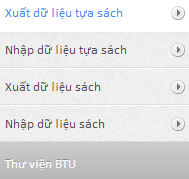 Xuất dữ liệu tựa sách
Nhập dữ liệu tựa sách
Xuất dữ liệu sách
Nhập dữ liệu sách
Thư viện BTU